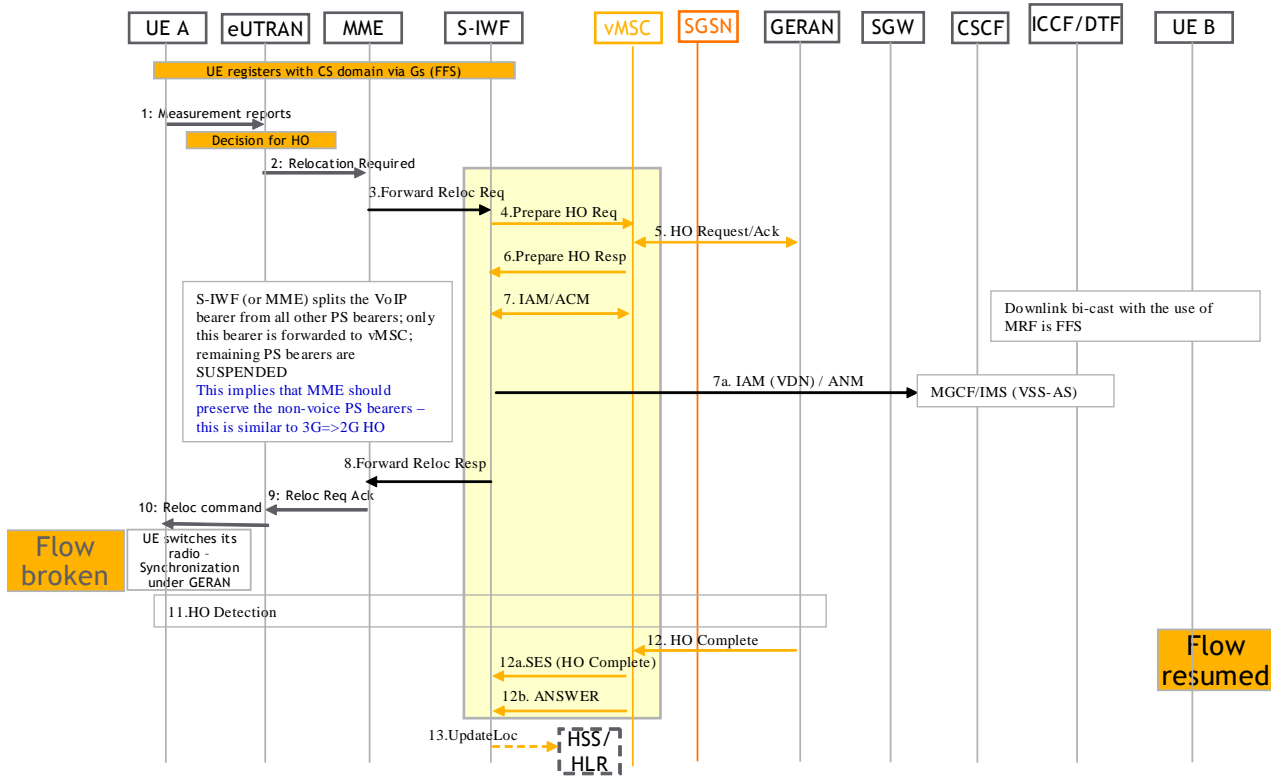 UE A
eUTRAN
MME
S-IWF
vMSC
SGSN
GERAN
SGW
CSCF
ICCF/DTF
UE B
UE registers with CS domain via Gs (FFS)
1: Measurement reports
Decision for HO
2: Relocation Required
3.Forward Reloc Req
4.Prepare HO Req
5. HO Request/Ack
6.Prepare HO Resp
S-IWF (or MME) splits the VoIP
bearer from all other PS bearers; only
this bearer is forwarded to vMSC;
remaining PS bearers are
SUSPENDED
This implies that MME should
preserve the non-voice PS bearers –
this is similar to 3G=>2G HO
7. IAM/ACM
Downlink bi-cast with the use of
MRF is FFS
7a. IAM (VDN) / ANM
MGCF/IMS (VSS-AS)
8.Forward Reloc Resp
9: Reloc Req Ack
10: Reloc command
Flow
broken
UE switches its
radio -
Synchronization
under GERAN
11.HO Detection
12. HO Complete
12a.SES (HO Complete)
12b. ANSWER
Flow
resumed
13.UpdateLoc
HSS/
HLR